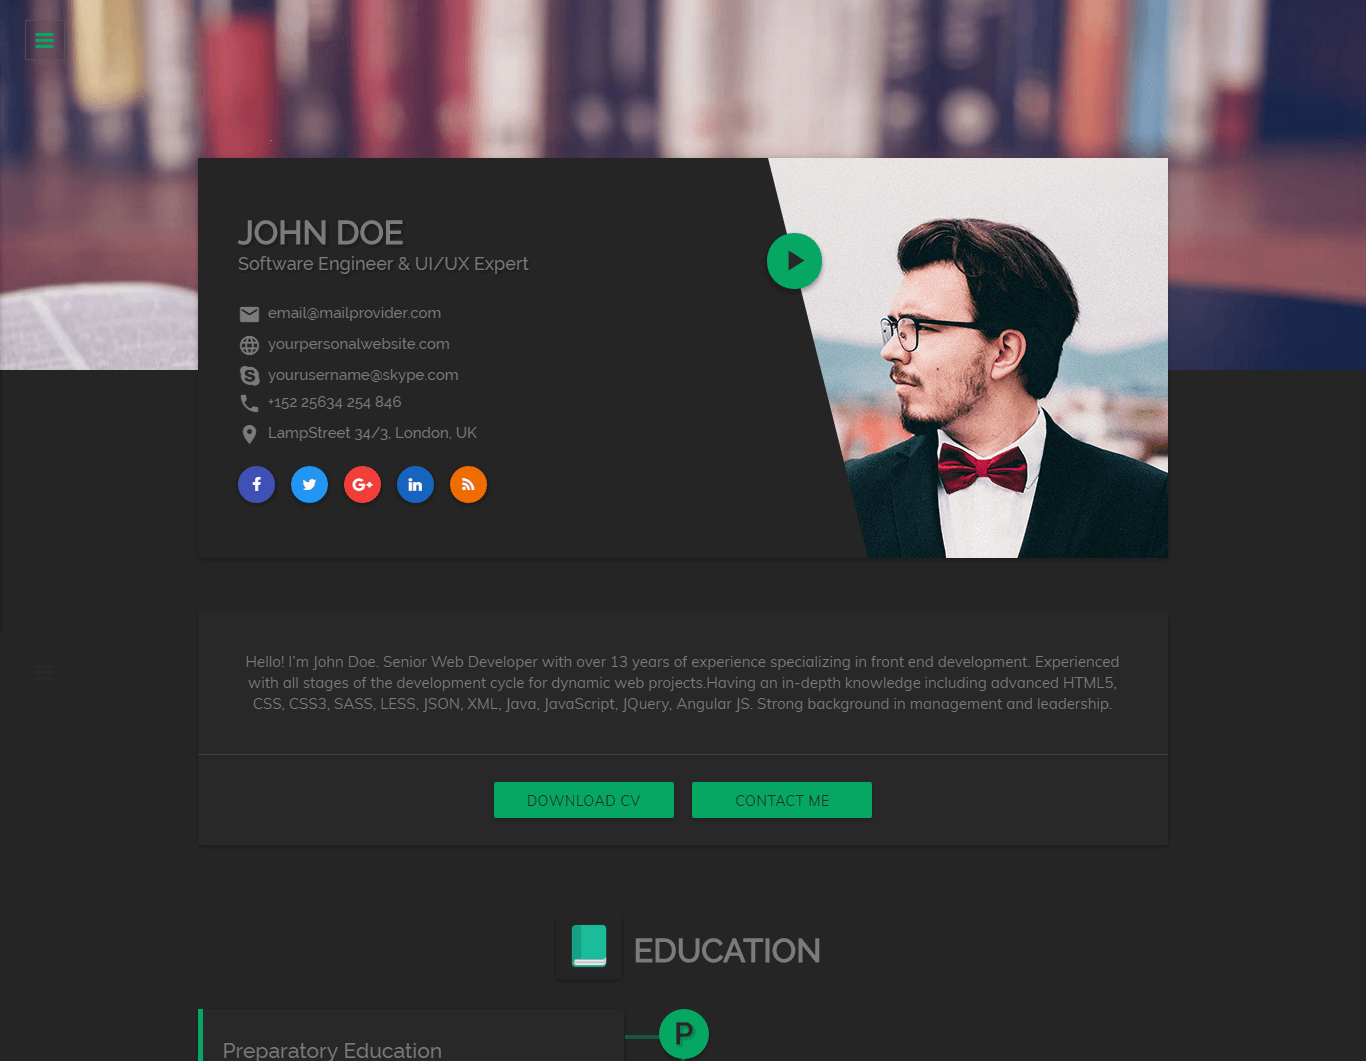 JOHN DOE
Software Engineer & UI/UX Expert
email@mailprovider.com
yourpersonalwebsite.com
yourusername@skype.com
+152 25634 254 846
LampStreet 34/3, London, UK
Hello! I'm John Doe. Senior Web Developer with over 13 years of experience specializing in front end development. Experienced
with all stages of the development cycle for dynamic web projects.Having an in-depth knowledge including advanced HTML5,
CSS, CSS3, SASS, LESS, JSON, XML, Java, JavaScript, JQuery, Angular JS. Strong background in management and leadership.
DOWNLOAD CV CONTACT ME
EDUCATION
P
Preparatory Education